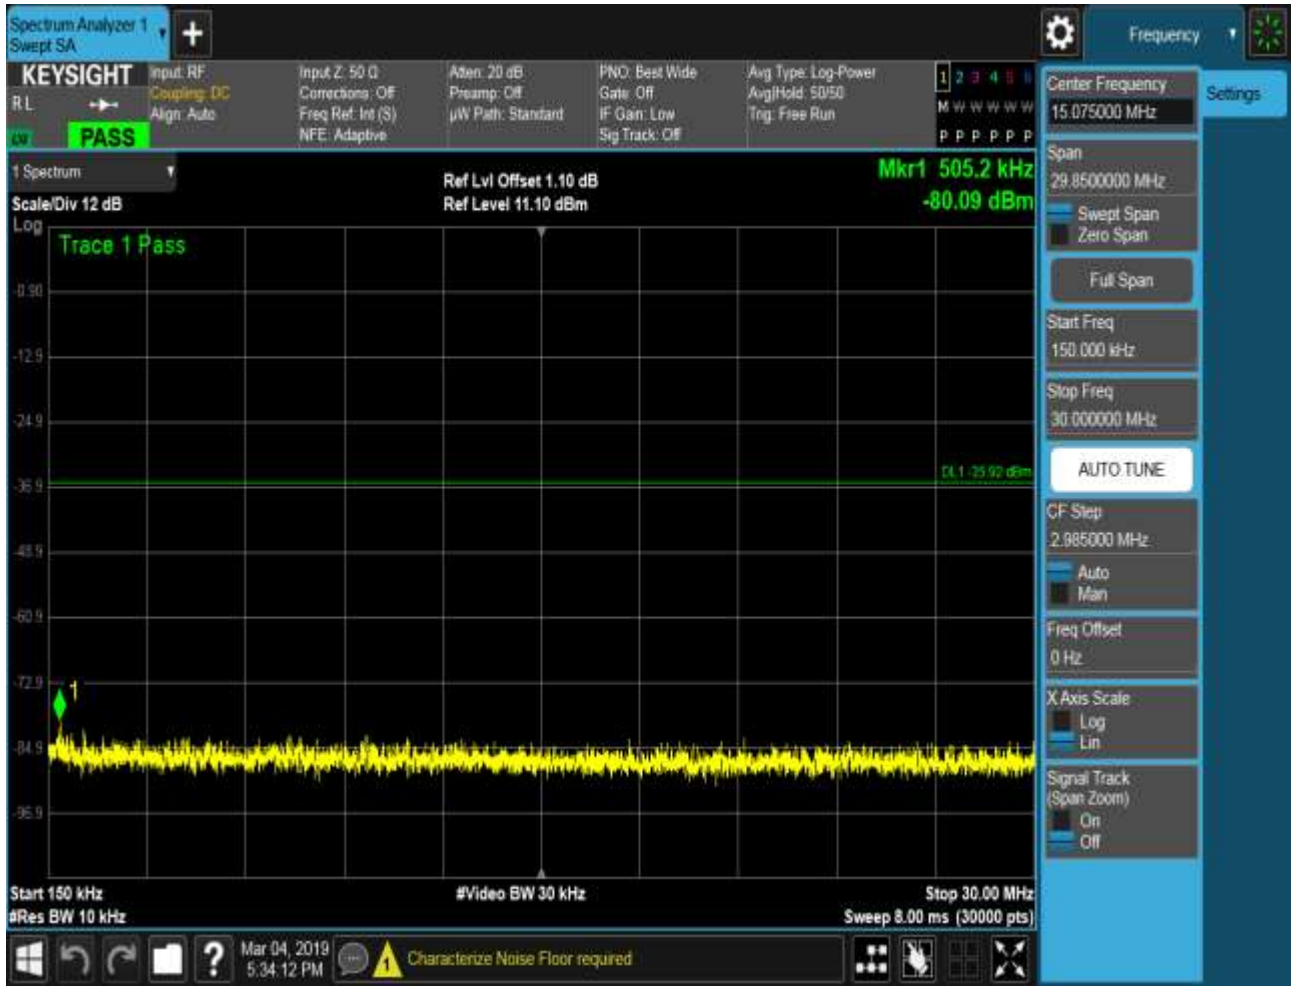 Spectrum Analyzer 1
Swept SA
Frequency
KEYSIGHT
R L
PASS
Input: RF
Coupling: DC
Align: Auto
Input Z: 50 Ω
Corrections: Off
Freq Ref: Int (S)
NFE: Adaptive
Atten: 20 dB
Preamp: Off
µW Path: Standard
PNO: Best Wide
Gate: Off
IF Gain: Low
Sig Track: Off
Avg Type: Log-Power
Avg|Hold: 50/50
Trig: Free Run
1 2 3 4 5 6
M W W W W W
P P P P P P
1 Spectrum
Scale/Div 12 dB
Log
Ref Lvl Offset 1.10 dB
Ref Level 11.10 dBm
Mkr1 505.2 kHz
-80.09 dBm
Trace 1 Pass
-0.90
-12.9
-24.9
DL1 -35.92 dBm
-36.9
-48.9
-60.9
-72.9
1
-84.9
-96.9
Start 150 kHz
#Video BW 30 kHz
Stop 30.00 MHz
#Res BW 10 kHz
Sweep 8.00 ms (30000 pts)
Center Frequency
15.075000 MHz
Settings
Span
29.8500000 MHz
Swept Span
Zero Span
Full Span
Start Freq
150.000 kHz
Stop Freq
30.000000 MHz
AUTO TUNE
CF Step
2.985000 MHz
Auto
Man
Freq Offset
0 Hz
X Axis Scale
Log
Lin
Signal Track
(Span Zoom)
On
Off
?
Mar 04, 2019
5:34:12 PM
1
Characterize Noise Floor required